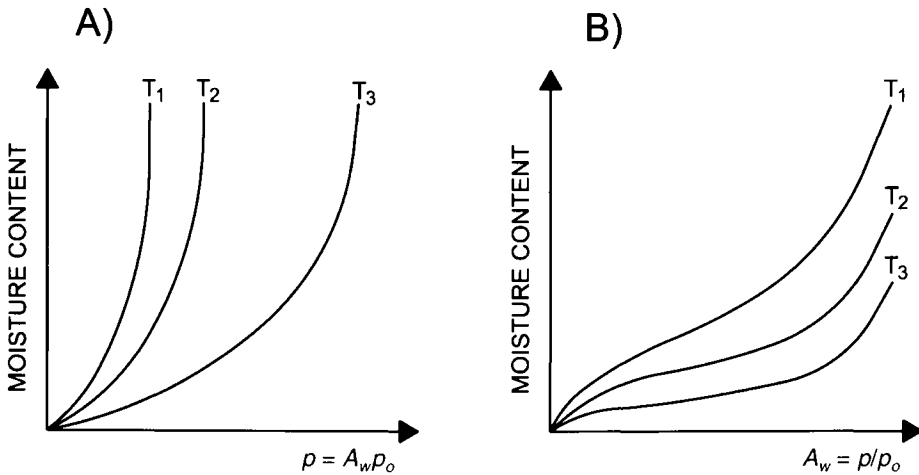 A)
T1
T2
T3
MOISTURE CONTENT
p = Awpo
B)
T1
T2
T3
MOISTURE CONTENT
Aw = p/po